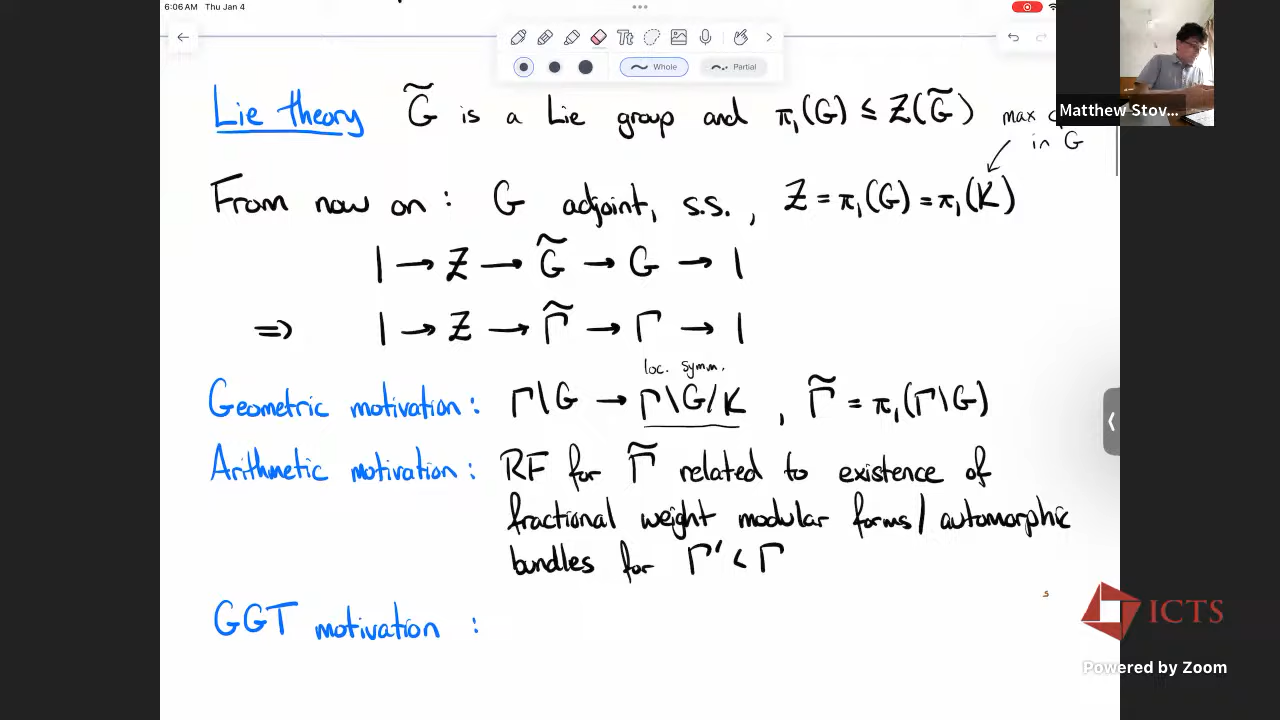 6:06 AM Thu Jan 4
Whole
Partial
Matthew Stov...
Lie theory G̃ is a Lie group and π₁(G) ≤ Z(G̃)
max
in G
From now on: G adjoint, s.s., Z = π₁(G) = π₁(K)
1 → Z → G̃ → G → 1
⇒ 1 → Z → Γ̃ → Γ → 1
loc. symm.
Geometric motivation: Γ\G → Γ\G/K, Γ̃ = π₁(Γ\G)
Arithmetic motivation: RF for Γ̃ related to existence of
fractional weight modular forms/automorphic
bundles for Γ' < Γ
GGT motivation:
ICTS
Powered by Zoom